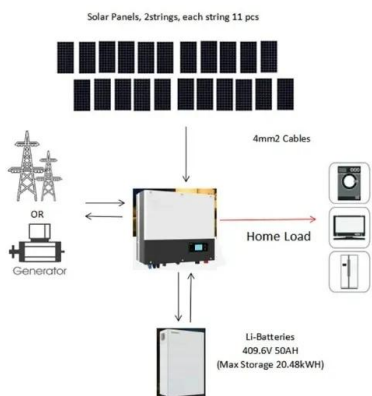 Solar Panels, 2strings, each string 11 pcs
4mm2 Cables
OR
Generator
Home Load
Li-Batteries
409.6V 50AH
(Max Storage 20.48kWH)